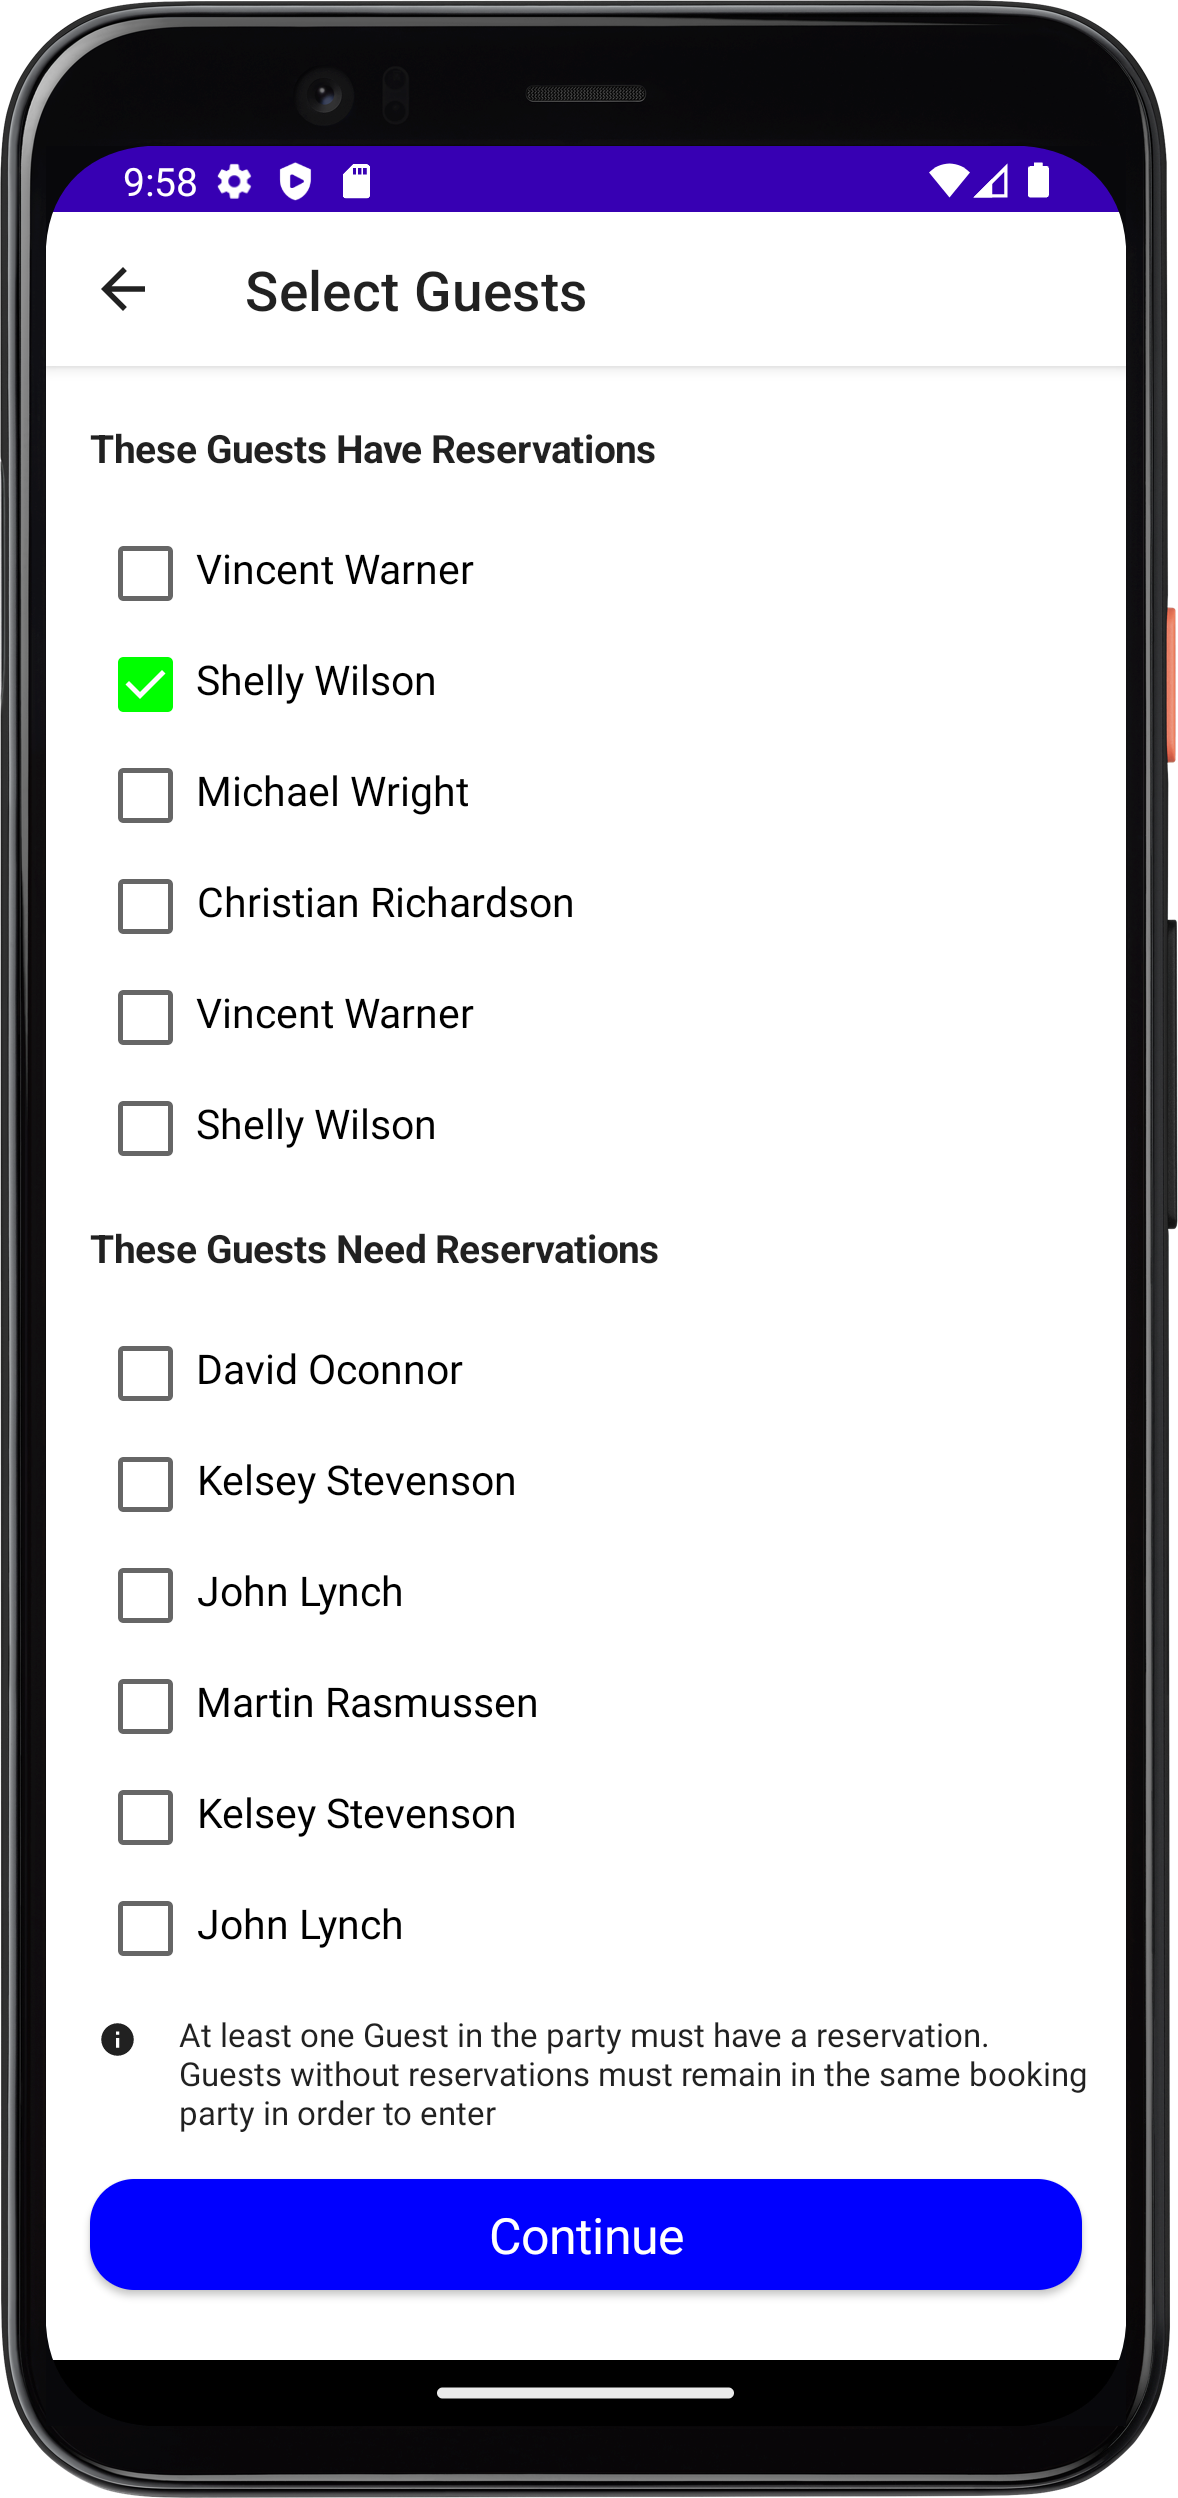 9:58
Select Guests
These Guests Have Reservations
Vincent Warner
Shelly Wilson
Michael Wright
Christian Richardson
Vincent Warner
Shelly Wilson
These Guests Need Reservations
David Oconnor
Kelsey Stevenson
John Lynch
Martin Rasmussen
Kelsey Stevenson
John Lynch
At least one Guest in the party must have a reservation.
Guests without reservations must remain in the same booking
party in order to enter
Continue